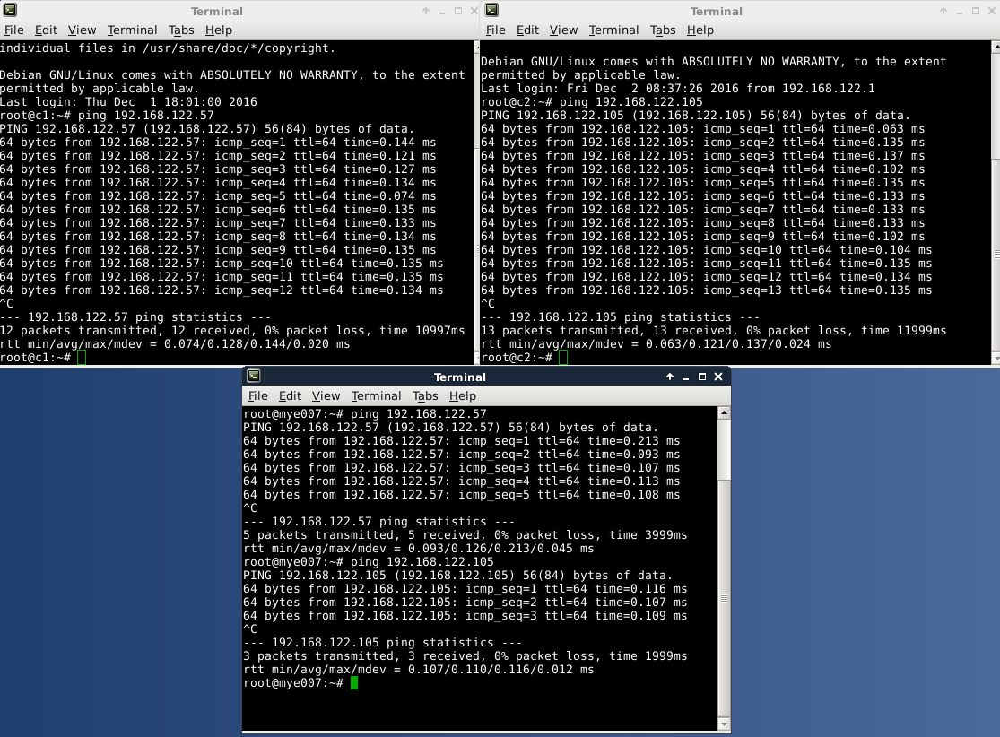 Terminal
File Edit View Terminal Tabs Help
individual files in /usr/share/doc/*/copyright.
Debian GNU/Linux comes with ABSOLUTELY NO WARRANTY, to the extent
permitted by applicable law.
Last login: Thu Dec  1 18:01:00 2016
root@c1:~# ping 192.168.122.57
PING 192.168.122.57 (192.168.122.57) 56(84) bytes of data.
64 bytes from 192.168.122.57: icmp_seq=1 ttl=64 time=0.144 ms
64 bytes from 192.168.122.57: icmp_seq=2 ttl=64 time=0.121 ms
64 bytes from 192.168.122.57: icmp_seq=3 ttl=64 time=0.127 ms
64 bytes from 192.168.122.57: icmp_seq=4 ttl=64 time=0.134 ms
64 bytes from 192.168.122.57: icmp_seq=5 ttl=64 time=0.074 ms
64 bytes from 192.168.122.57: icmp_seq=6 ttl=64 time=0.135 ms
64 bytes from 192.168.122.57: icmp_seq=7 ttl=64 time=0.133 ms
64 bytes from 192.168.122.57: icmp_seq=8 ttl=64 time=0.134 ms
64 bytes from 192.168.122.57: icmp_seq=9 ttl=64 time=0.135 ms
64 bytes from 192.168.122.57: icmp_seq=10 ttl=64 time=0.135 ms
64 bytes from 192.168.122.57: icmp_seq=11 ttl=64 time=0.135 ms
64 bytes from 192.168.122.57: icmp_seq=12 ttl=64 time=0.134 ms
^C
--- 192.168.122.57 ping statistics ---
12 packets transmitted, 12 received, 0% packet loss, time 10997ms
rtt min/avg/max/mdev = 0.074/0.128/0.144/0.020 ms
root@c1:~#
Terminal
File Edit View Terminal Tabs Help
Debian GNU/Linux comes with ABSOLUTELY NO WARRANTY, to the extent
permitted by applicable law.
Last login: Fri Dec  2 08:37:26 2016 from 192.168.122.1
root@c2:~# ping 192.168.122.105
PING 192.168.122.105 (192.168.122.105) 56(84) bytes of data.
64 bytes from 192.168.122.105: icmp_seq=1 ttl=64 time=0.063 ms
64 bytes from 192.168.122.105: icmp_seq=2 ttl=64 time=0.135 ms
64 bytes from 192.168.122.105: icmp_seq=3 ttl=64 time=0.137 ms
64 bytes from 192.168.122.105: icmp_seq=4 ttl=64 time=0.102 ms
64 bytes from 192.168.122.105: icmp_seq=5 ttl=64 time=0.135 ms
64 bytes from 192.168.122.105: icmp_seq=6 ttl=64 time=0.133 ms
64 bytes from 192.168.122.105: icmp_seq=7 ttl=64 time=0.133 ms
64 bytes from 192.168.122.105: icmp_seq=8 ttl=64 time=0.133 ms
64 bytes from 192.168.122.105: icmp_seq=9 ttl=64 time=0.102 ms
64 bytes from 192.168.122.105: icmp_seq=10 ttl=64 time=0.104 ms
64 bytes from 192.168.122.105: icmp_seq=11 ttl=64 time=0.135 ms
64 bytes from 192.168.122.105: icmp_seq=12 ttl=64 time=0.134 ms
64 bytes from 192.168.122.105: icmp_seq=13 ttl=64 time=0.135 ms
^C
--- 192.168.122.105 ping statistics ---
13 packets transmitted, 13 received, 0% packet loss, time 11999ms
rtt min/avg/max/mdev = 0.063/0.121/0.137/0.024 ms
root@c2:~#
Terminal
File Edit View Terminal Tabs Help
root@mye007:~# ping 192.168.122.57
PING 192.168.122.57 (192.168.122.57) 56(84) bytes of data.
64 bytes from 192.168.122.57: icmp_seq=1 ttl=64 time=0.213 ms
64 bytes from 192.168.122.57: icmp_seq=2 ttl=64 time=0.093 ms
64 bytes from 192.168.122.57: icmp_seq=3 ttl=64 time=0.107 ms
64 bytes from 192.168.122.57: icmp_seq=4 ttl=64 time=0.113 ms
64 bytes from 192.168.122.57: icmp_seq=5 ttl=64 time=0.108 ms
^C
--- 192.168.122.57 ping statistics ---
5 packets transmitted, 5 received, 0% packet loss, time 3999ms
rtt min/avg/max/mdev = 0.093/0.126/0.213/0.045 ms
root@mye007:~# ping 192.168.122.105
PING 192.168.122.105 (192.168.122.105) 56(84) bytes of data.
64 bytes from 192.168.122.105: icmp_seq=1 ttl=64 time=0.116 ms
64 bytes from 192.168.122.105: icmp_seq=2 ttl=64 time=0.107 ms
64 bytes from 192.168.122.105: icmp_seq=3 ttl=64 time=0.109 ms
^C
--- 192.168.122.105 ping statistics ---
3 packets transmitted, 3 received, 0% packet loss, time 1999ms
rtt min/avg/max/mdev = 0.107/0.110/0.116/0.012 ms
root@mye007:~#